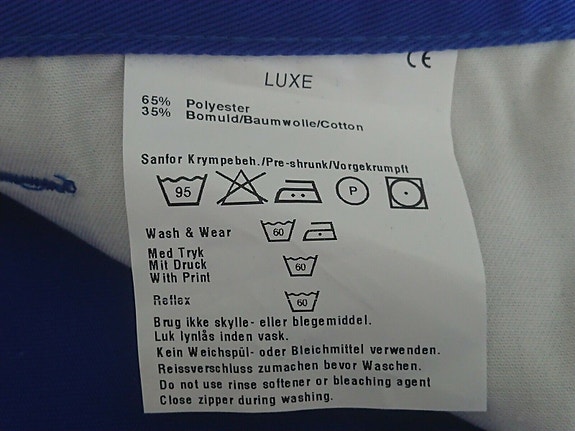 CE
LUXE
65% Polyester
35% Bomuld/Baumwolle/Cotton
Sanfor Krympebeh./Pre-shrunk/Vorgekrumpft
95 P
Wash & Wear 60
Med Tryk
Mit Druck
With Print
60
Reflex 60
Brug ikke skylle- eller blegemiddel.
Luk lynlås inden vask.
Kein Weichspül- oder Bleichmittel verwenden.
Reissverschluss zumachen bevor Waschen.
Do not use rinse softener or bleaching agent
Close zipper during washing.